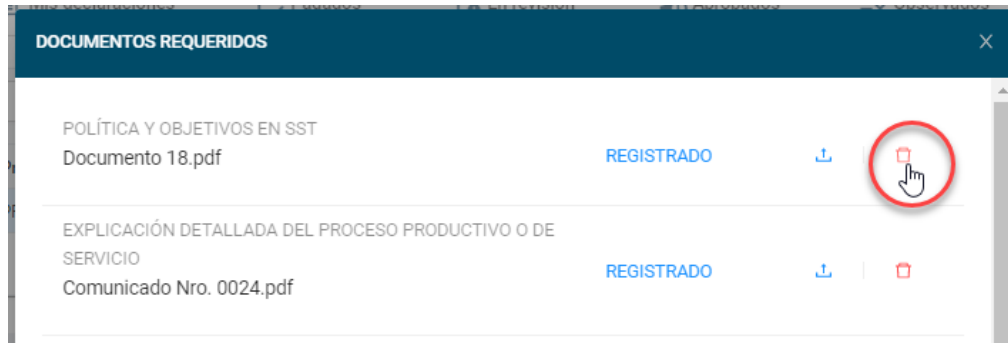 DOCUMENTOS REQUERIDOS
POLÍTICA Y OBJETIVOS EN SST
Documento 18.pdf
REGISTRADO
EXPLICACIÓN DETALLADA DEL PROCESO PRODUCTIVO O DE
SERVICIO
Comunicado Nro. 0024.pdf
REGISTRADO